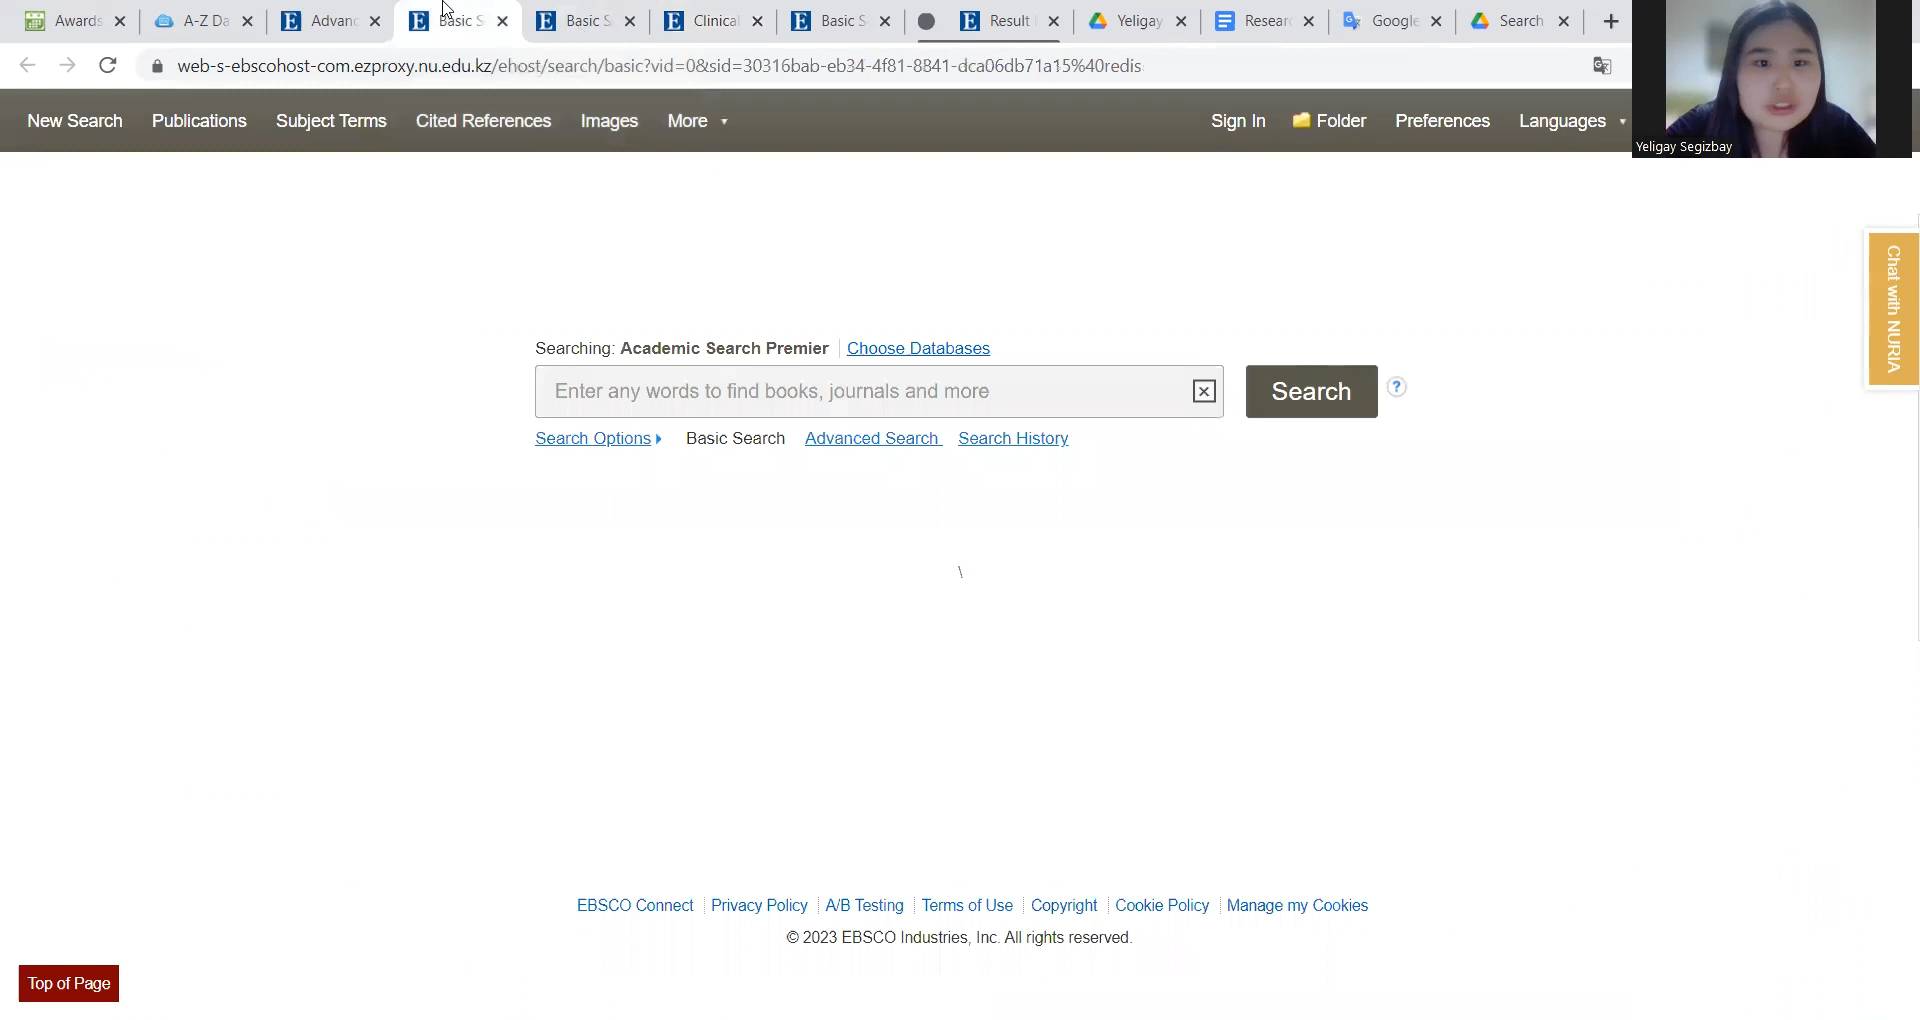 Awards
A-Z Da
Advanc
Basic S
Basic S
Clinical
Basic S
Result
Yeligay
Resear
Google
Search
web-s-ebscohost-com.ezproxy.nu.edu.kz/ehost/search/basic?vid=0&sid=30316bab-eb34-4f81-8841-dca06db71a15%40redis
New Search Publications Subject Terms Cited References Images More
Sign In Folder Preferences Languages
Yeligay Segizbay
Chat with NURIA
Searching: Academic Search Premier Choose Databases
Enter any words to find books, journals and more
Search
?
Search Options Basic Search Advanced Search Search History
\
EBSCO Connect Privacy Policy A/B Testing Terms of Use Copyright Cookie Policy Manage my Cookies
© 2023 EBSCO Industries, Inc. All rights reserved.
Top of Page